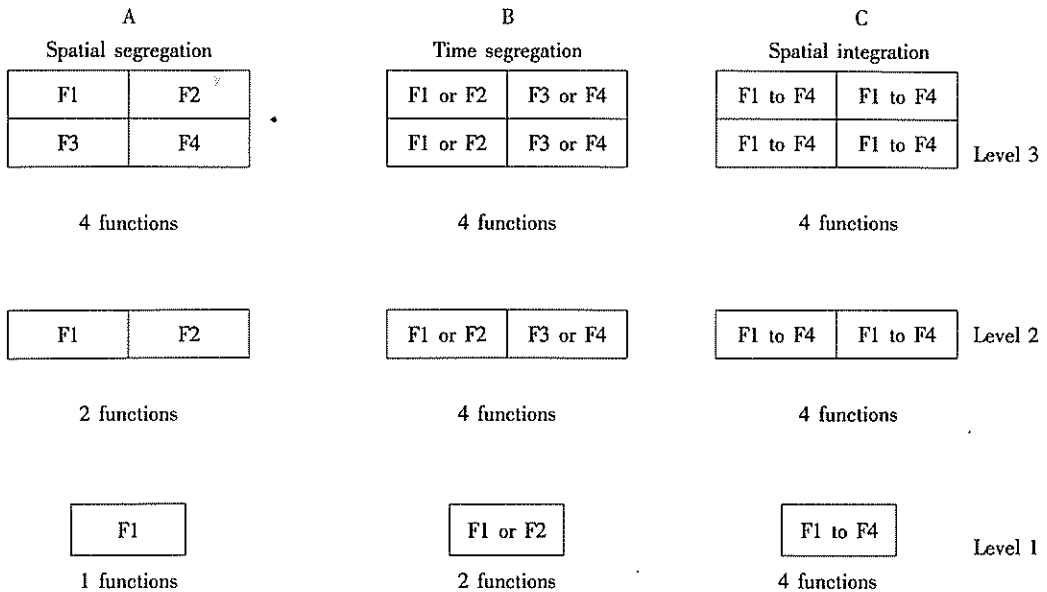 A B C
Spatial segregation Time segregation Spatial integration
F1 F2 F1 or F2 F3 or F4 F1 to F4 F1 to F4
F3 F4 F1 or F2 F3 or F4 F1 to F4 F1 to F4 Level 3
4 functions 4 functions 4 functions
F1 F2 F1 or F2 F3 or F4 F1 to F4 F1 to F4 Level 2
2 functions 4 functions 4 functions
F1 F1 or F2 F1 to F4 Level 1
1 functions 2 functions 4 functions